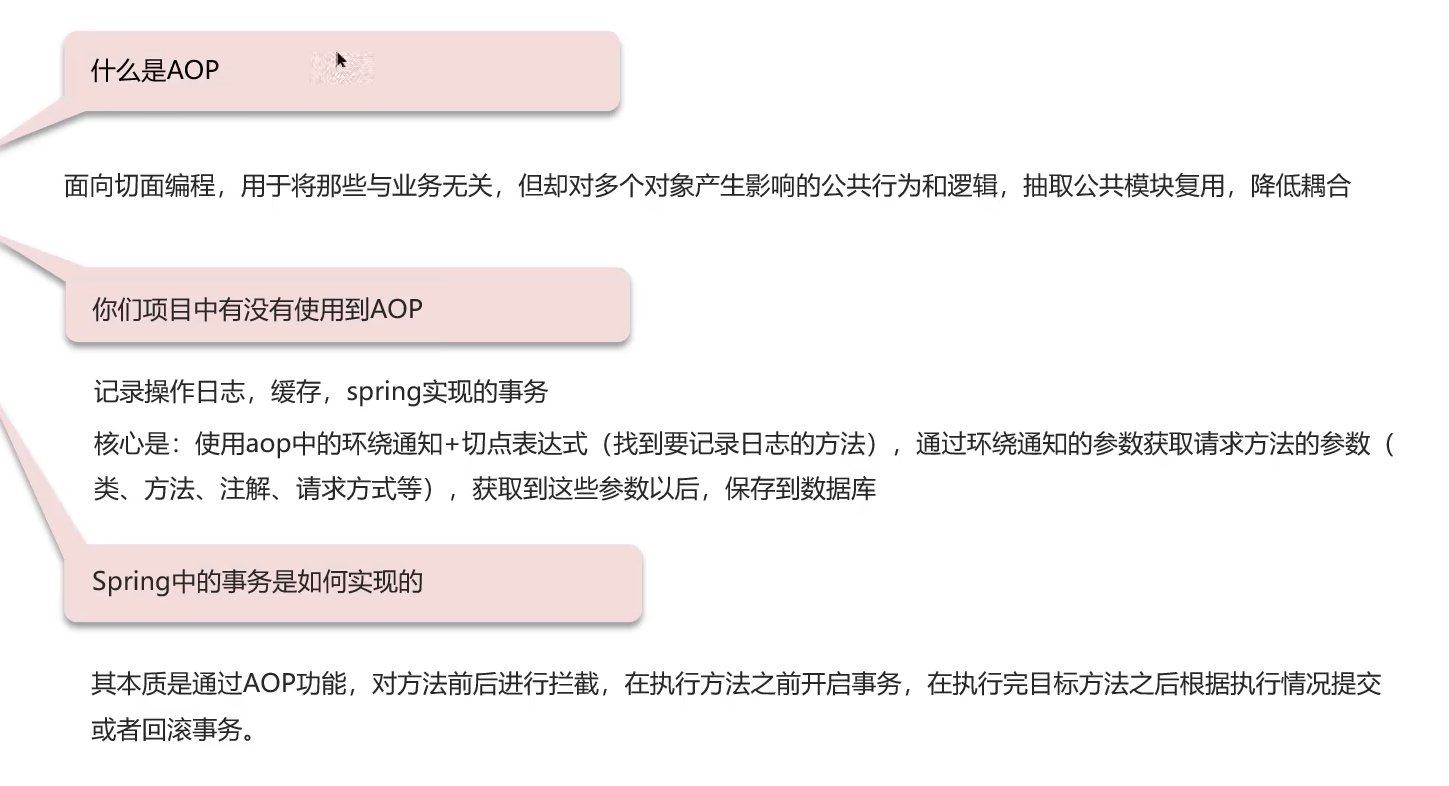 什么是AOP
面向切面编程，用于将那些与业务无关，但却对多个对象产生影响的公共行为和逻辑，抽取公共模块复用，降低耦合
你们项目中有没有使用到AOP
记录操作日志，缓存，spring实现的事务
核心是：使用aop中的环绕通知+切点表达式（找到要记录日志的方法），通过环绕通知的参数获取请求方法的参数（
类、方法、注解、请求方式等），获取到这些参数以后，保存到数据库
Spring中的事务是如何实现的
其本质是通过AOP功能，对方法前后进行拦截，在执行方法之前开启事务，在执行完目标方法之后根据执行情况提交
或者回滚事务。